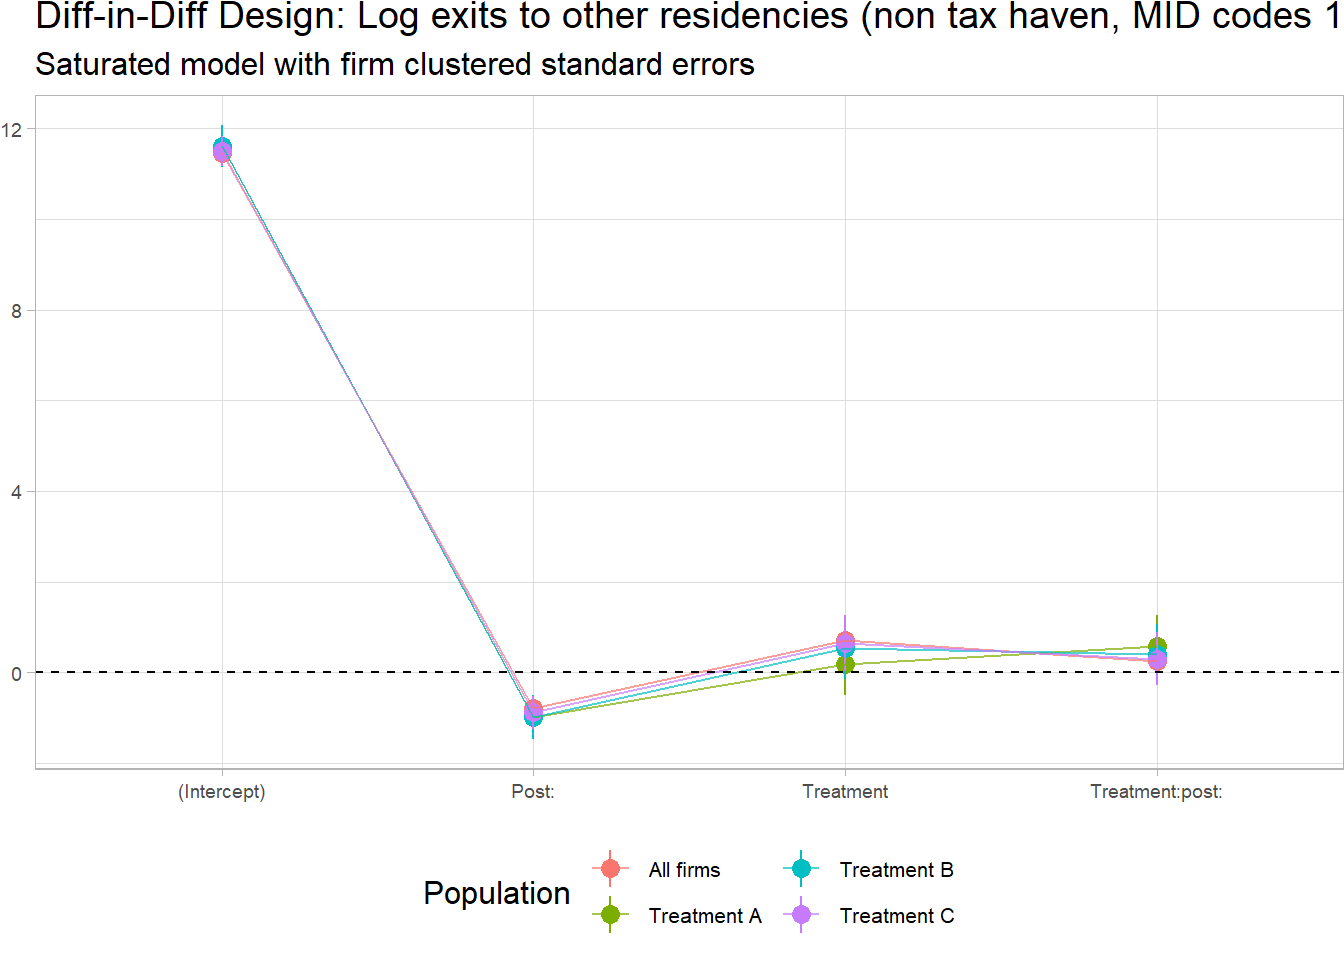 Diff-in-Diff Design: Log exits to other residencies (non tax haven, MID codes 1
Saturated model with firm clustered standard errors
12
8
4
0
(Intercept) Post: Treatment Treatment:post:
Population
All firms Treatment B
Treatment A Treatment C